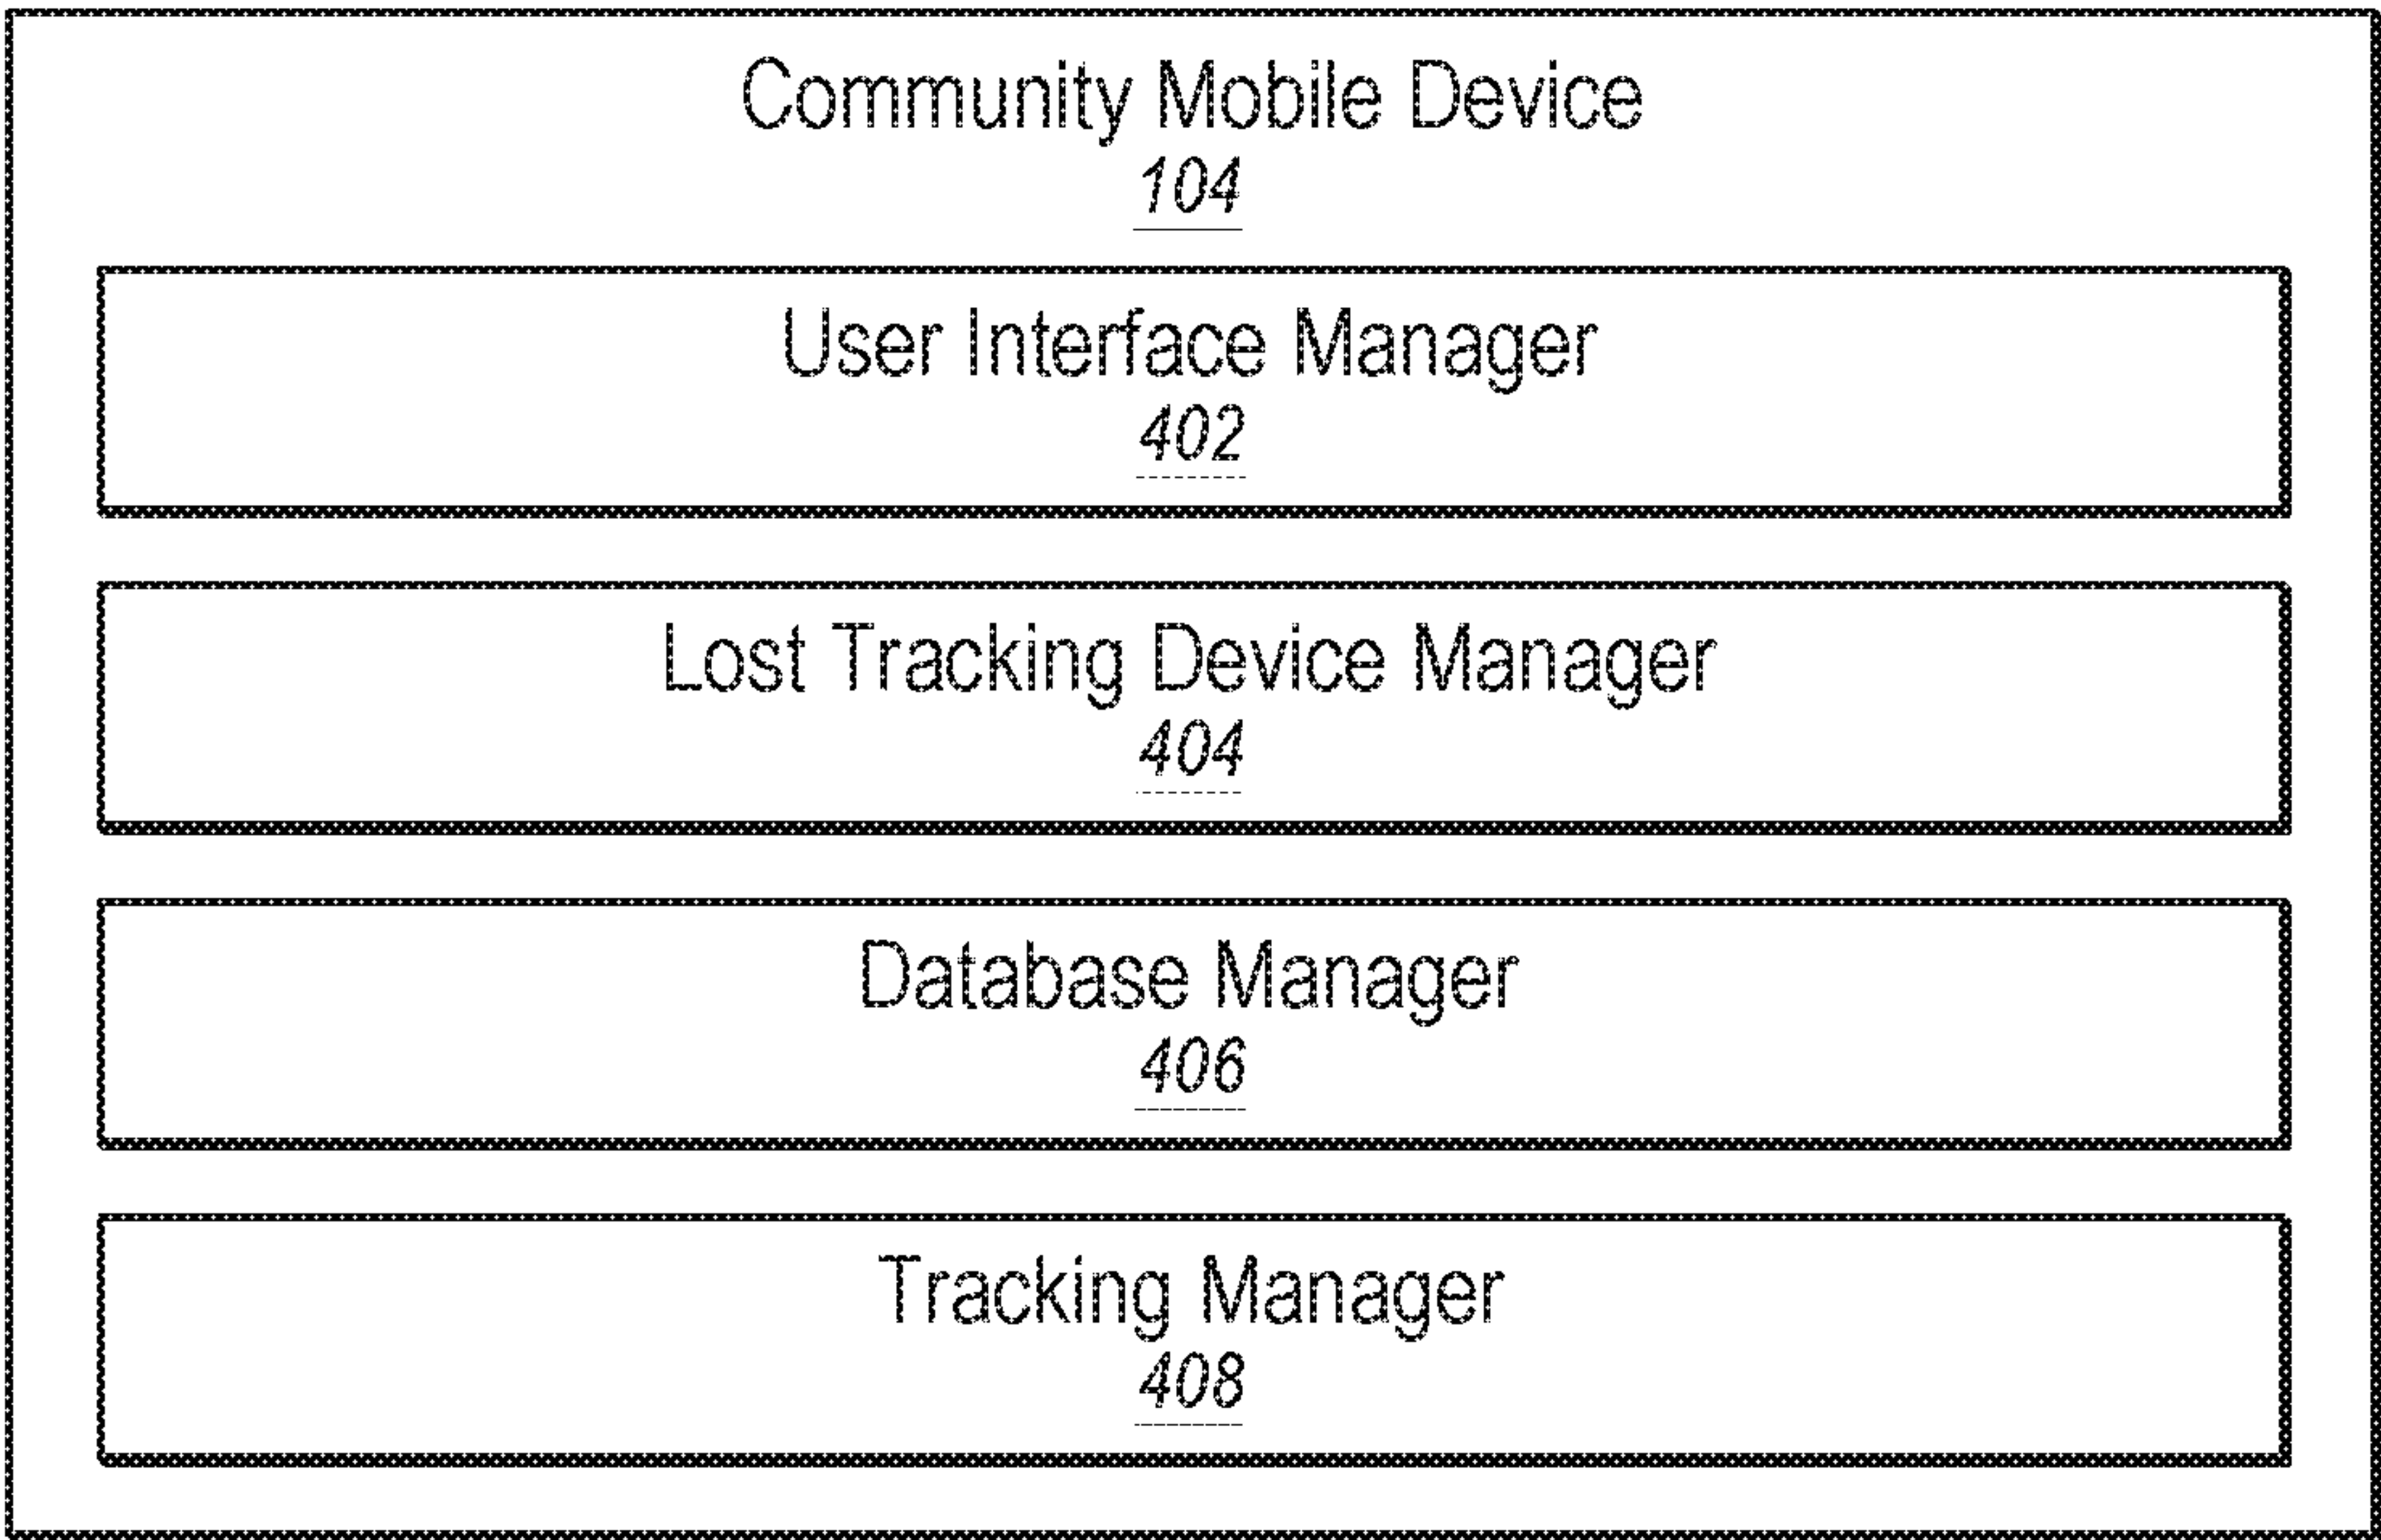 Community Mobile Device
104
User Interface Manager
402
Lost Tracking Device Manager
404
Database Manager
406
Tracking Manager
408